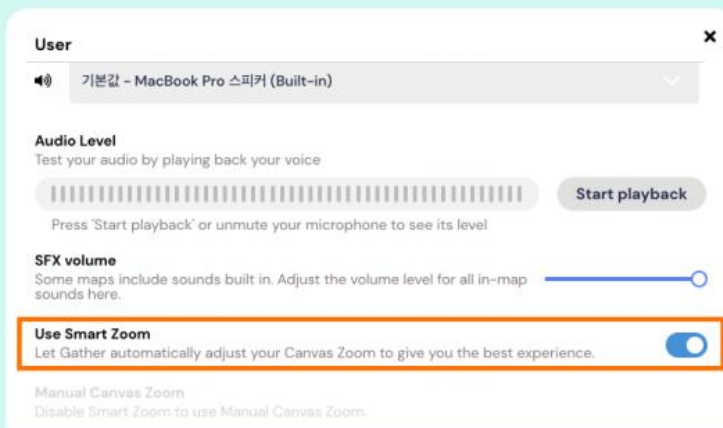 User
기본값 - MacBook Pro 스피커 (Built-in)
Audio Level
Test your audio by playing back your voice
Start playback
Press 'Start playback' or unmute your microphone to see its level
SFX volume
Some maps include sounds built in. Adjust the volume level for all in-map
sounds here.
Use Smart Zoom
Let Gather automatically adjust your Canvas Zoom to give you the best experience.
Manual Canvas Zoom
Disable Smart Zoom to use Manual Canvas Zoom.